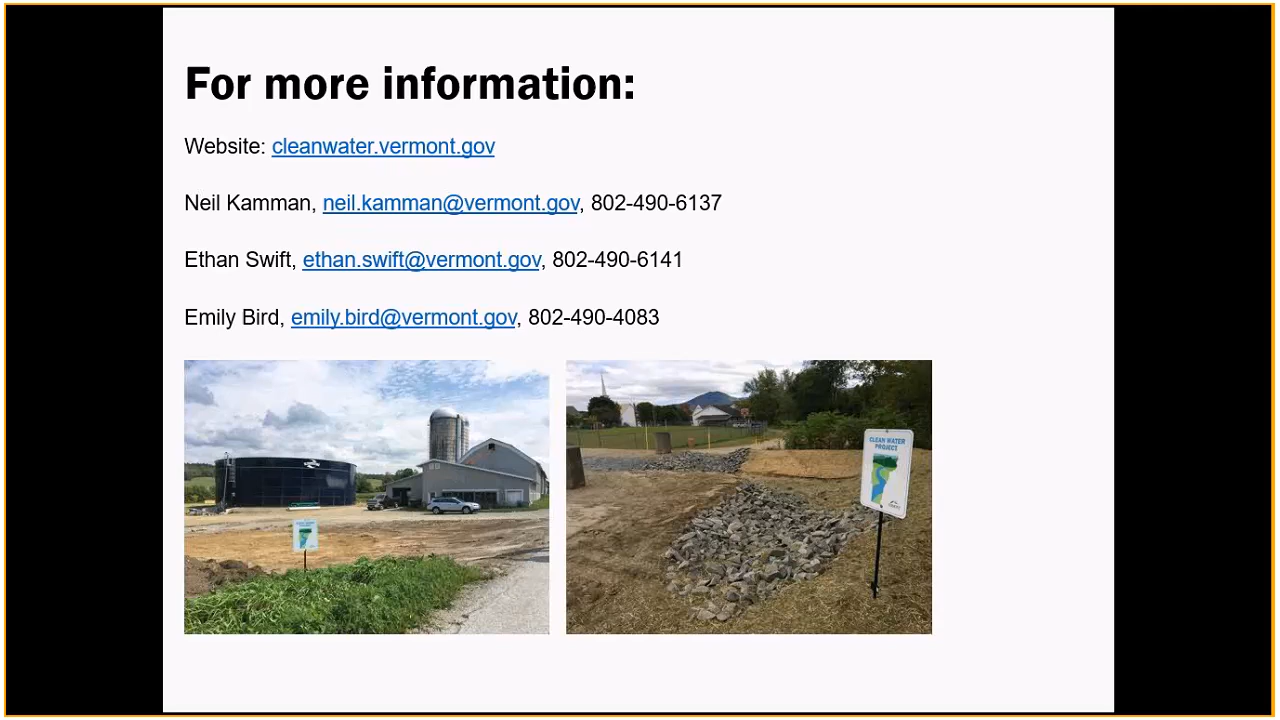 For more information:
Website: cleanwater.vermont.gov
Neil Kamman, neil.kamman@vermont.gov, 802-490-6137
Ethan Swift, ethan.swift@vermont.gov, 802-490-6141
Emily Bird, emily.bird@vermont.gov, 802-490-4083
CLEAN WATER
PROJECT